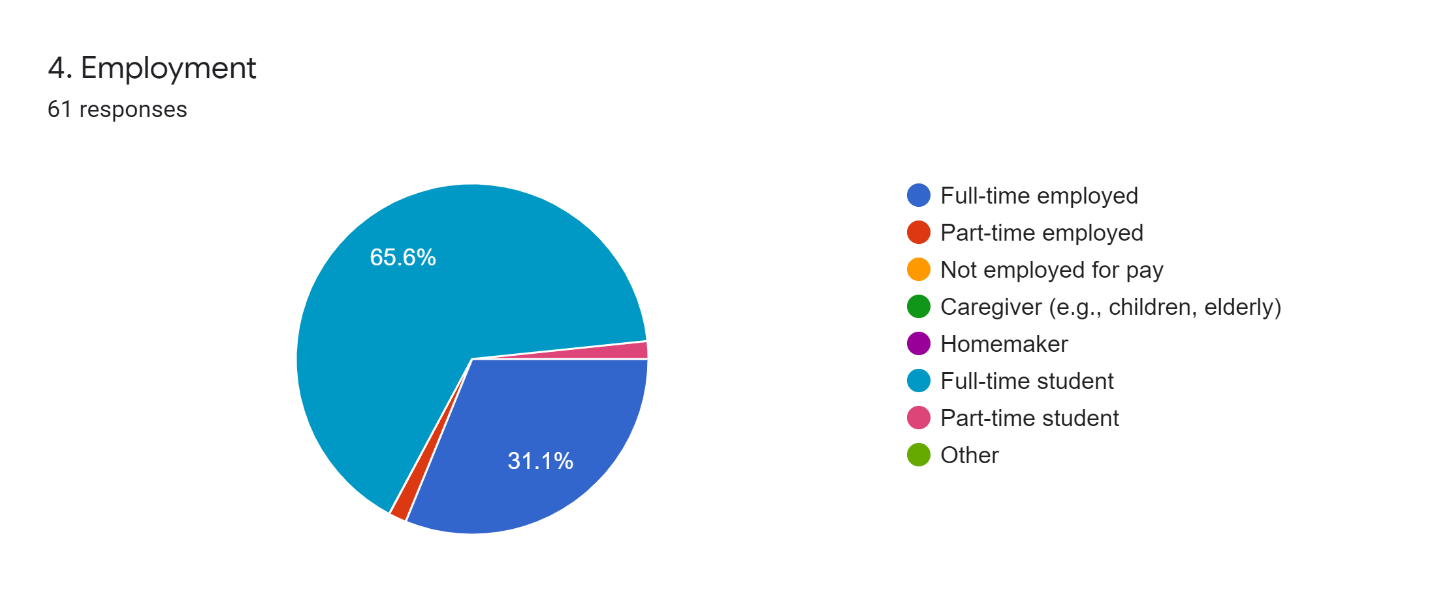 4. Employment
61 responses
65.6%
31.1%
Full-time employed
Part-time employed
Not employed for pay
Caregiver (e.g., children, elderly)
Homemaker
Full-time student
Part-time student
Other